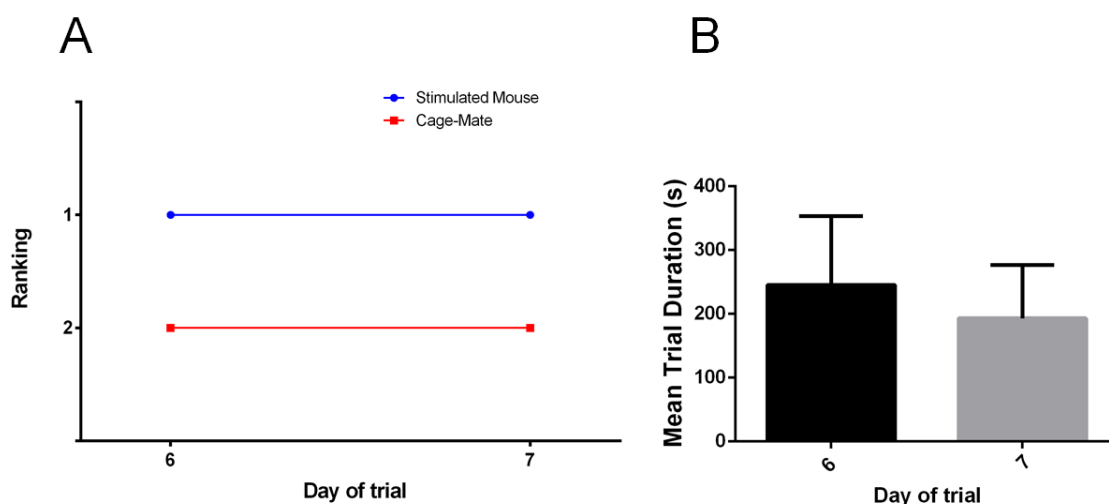 A
Stimulated Mouse
Cage-Mate
1
2
Ranking
6 7
Day of trial
B
Mean Trial Duration (s)
400
300
200
100
0
6 7
Day of trial